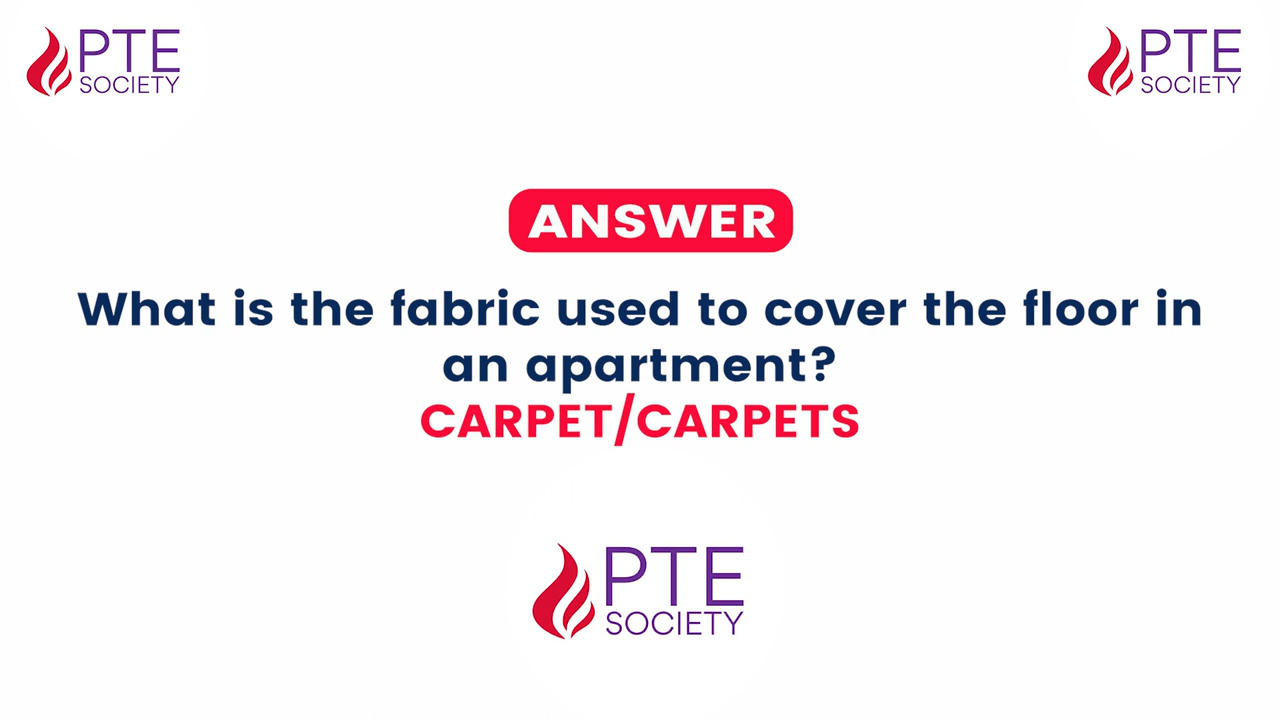 PTE
SOCIETY
PTE
SOCIETY
ANSWER
What is the fabric used to cover the floor in
an apartment?
CARPET/CARPETS
PTE
SOCIETY